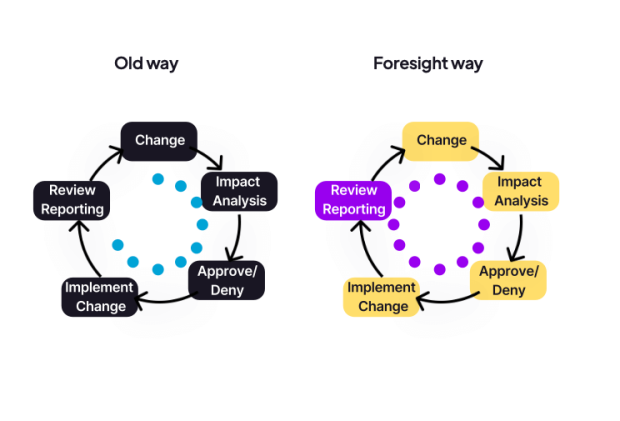 Old way
Change
Impact
Analysis
Approve/
Deny
Implement
Change
Review
Reporting
Foresight way
Change
Impact
Analysis
Approve/
Deny
Implement
Change
Review
Reporting